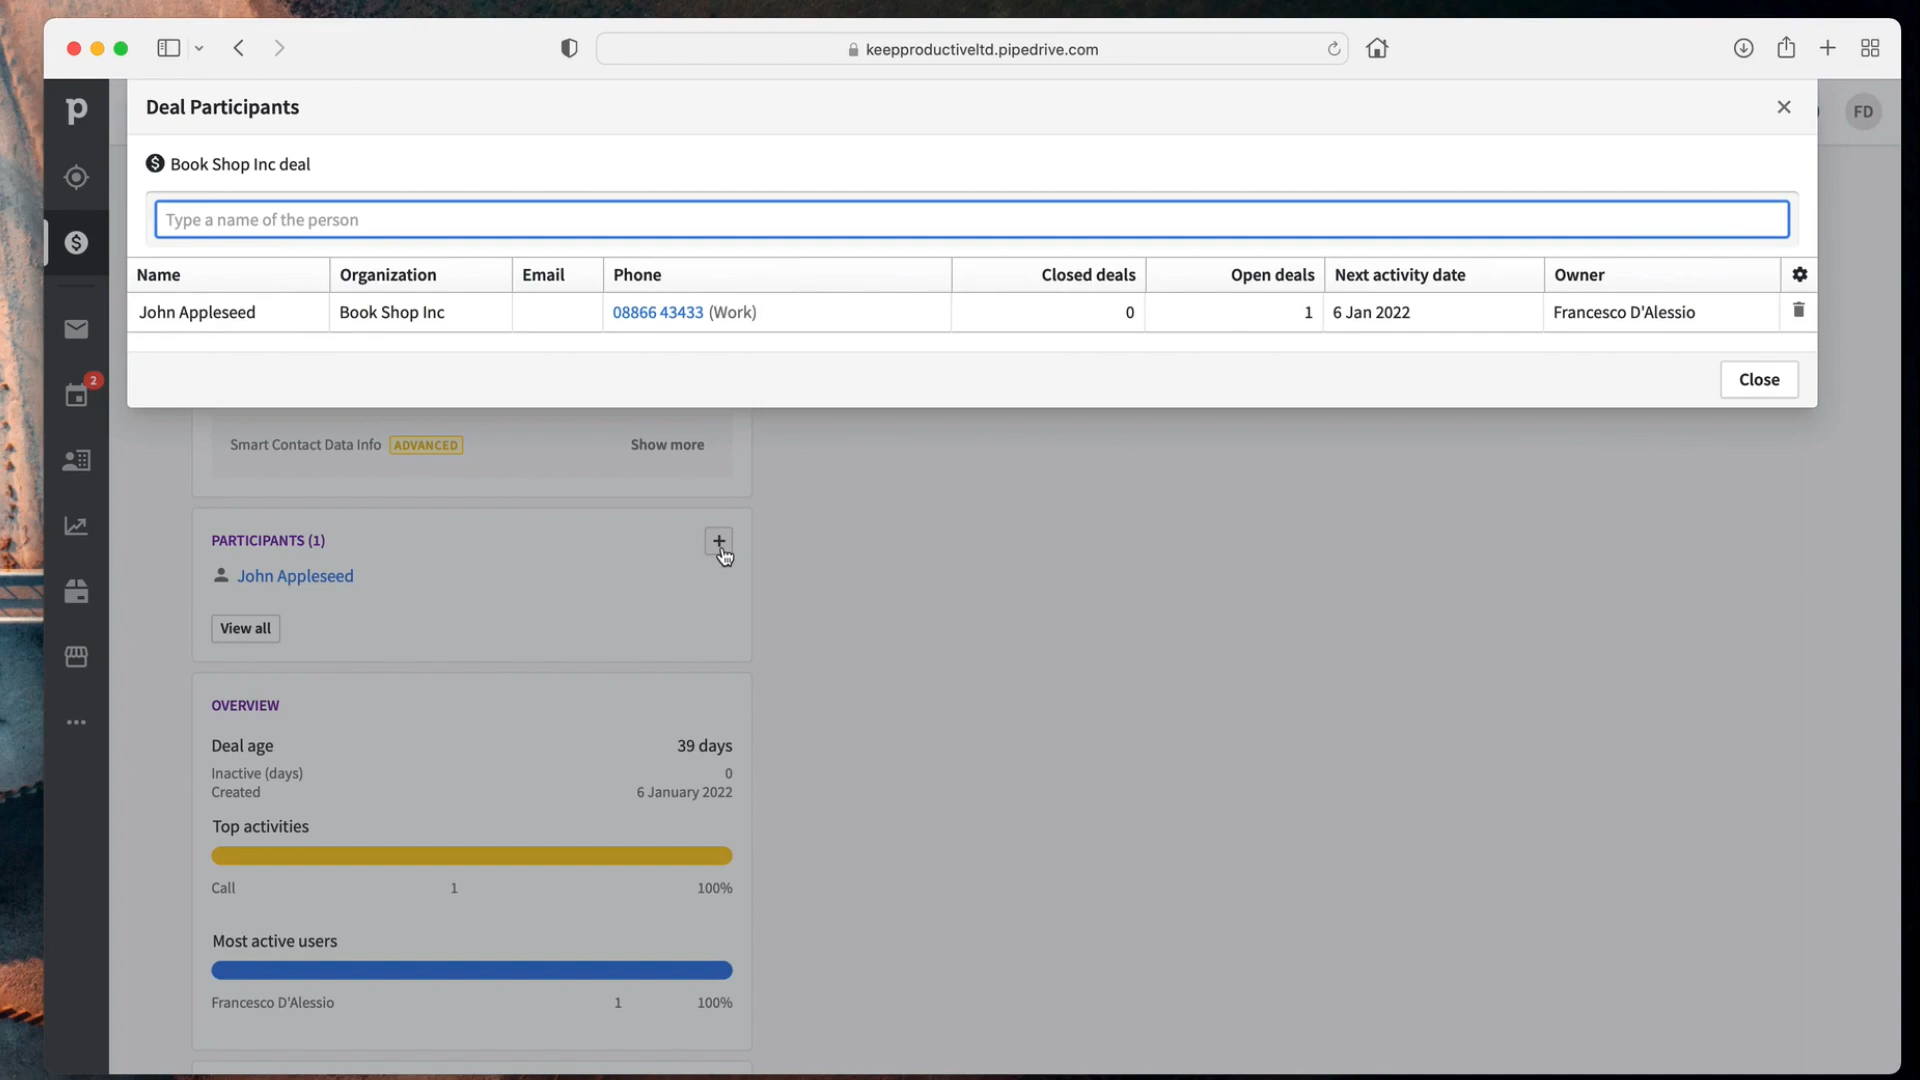 keepproductiveltd.pipedrive.com
Deal Participants
FD
Book Shop Inc deal
Type a name of the person
Name Organization Email Phone Closed deals Open deals Next activity date Owner
John Appleseed Book Shop Inc 08866 43433 (Work) 0 1 6 Jan 2022 Francesco D'Alessio
2
Close
Smart Contact Data Info ADVANCED Show more
PARTICIPANTS (1)
+
John Appleseed
View all
OVERVIEW
Deal age 39 days
Inactive (days) 0
Created 6 January 2022
Top activities
Call 1 100%
Most active users
Francesco D'Alessio 1 100%